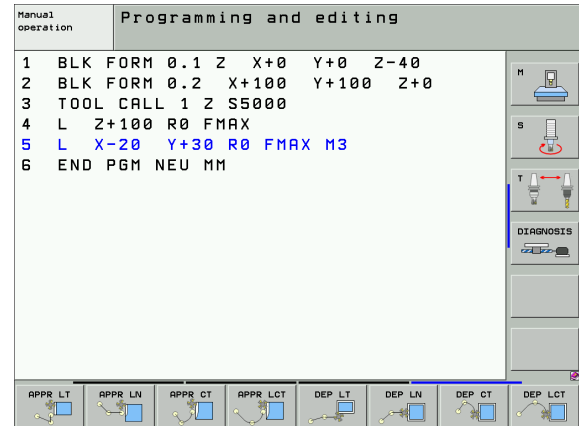 Manual
operation
Programming and editing
1 BLK FORM 0.1 Z X+0 Y+0 Z-40
2 BLK FORM 0.2 X+100 Y+100 Z+0
3 TOOL CALL 1 Z S5000
4 L Z+100 R0 FMAX
5 L X-20 Y+30 R0 FMAX M3
6 END PGM NEU MM
M
S
T
DIAGNOSIS
APPR LT
APPR LN
APPR CT
APPR LCT
DEP LT
DEP LN
DEP CT
DEP LCT